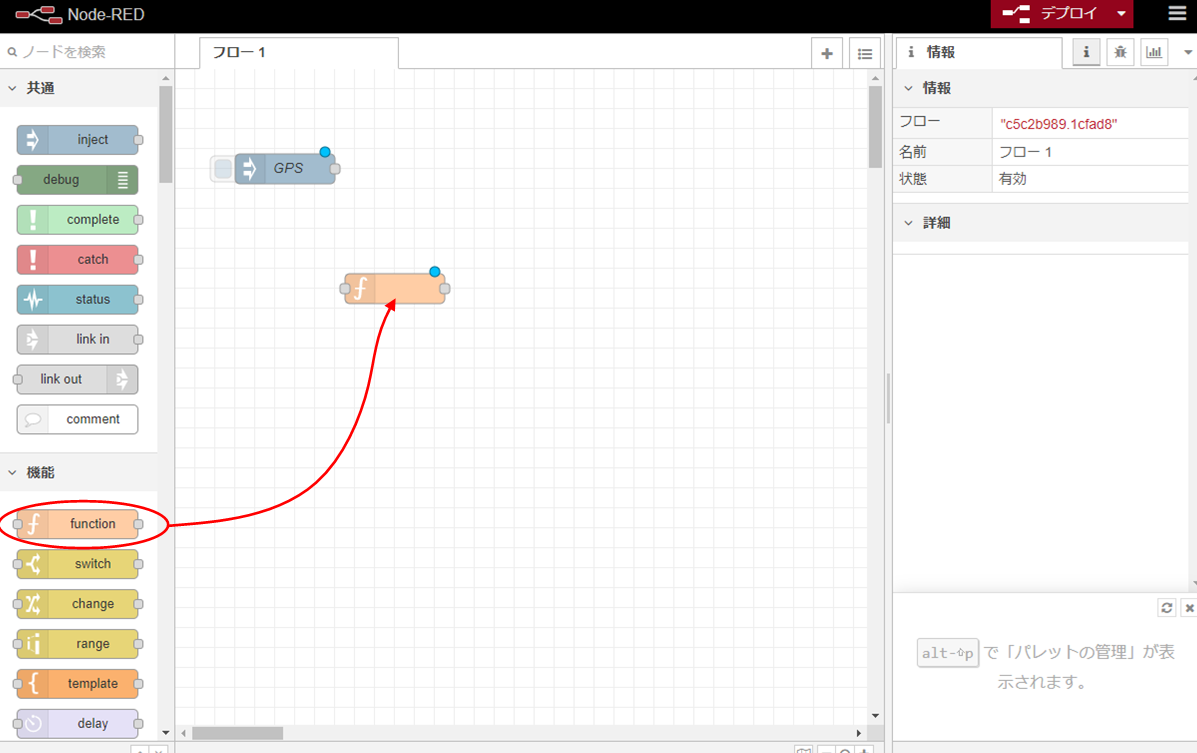 Node-RED
デプロイ
ノードを検索
フロー 1
情報
共通
inject
debug
complete
catch
status
link in
link out
comment
機能
function
switch
change
range
template
delay
GPS
情報
フロー "c5c2b989.1cfad8"
名前 フロー 1
状態 有効
詳細
alt-⇧p で「パレットの管理」が表
示されます。